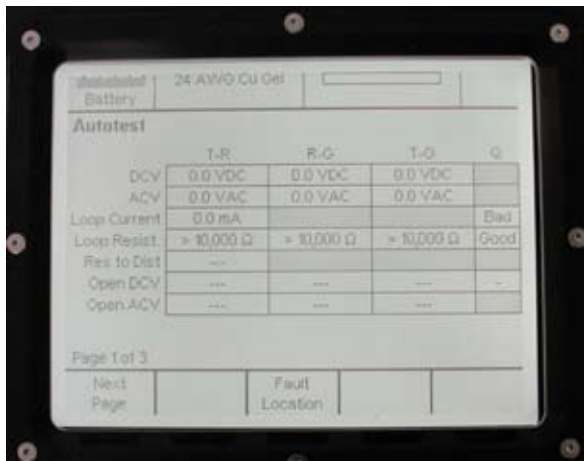 24 AWG Cu Gel
Battery
Autotest
T-R R-G T-G Q
DCV 0.0 VDC 0.0 VDC 0.0 VDC
ACV 0.0 VAC 0.0 VAC 0.0 VAC
Loop Current 0.0 mA Bad
Loop Resist. > 10,000 Ω > 10,000 Ω > 10,000 Ω Good
Res to Dist ---
Open DCV --- --- --- -
Open ACV --- --- ---
Page 1 of 3
Next Fault
Page Location